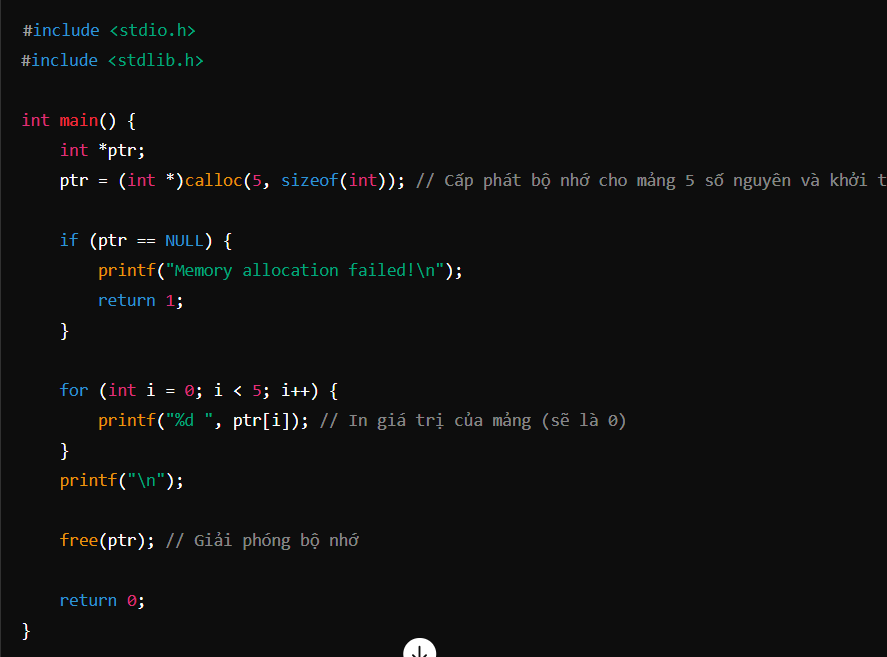 #include <stdio.h>
#include <stdlib.h>
int main() {
    int *ptr;
    ptr = (int *)calloc(5, sizeof(int)); // Cấp phát bộ nhớ cho mảng 5 số nguyên và khởi
    if (ptr == NULL) {
        printf("Memory allocation failed!\n");
        return 1;
    }
    for (int i = 0; i < 5; i++) {
        printf("%d ", ptr[i]); // In giá trị của mảng (sẽ là 0)
    }
    printf("\n");
    free(ptr); // Giải phóng bộ nhớ
    return 0;
}